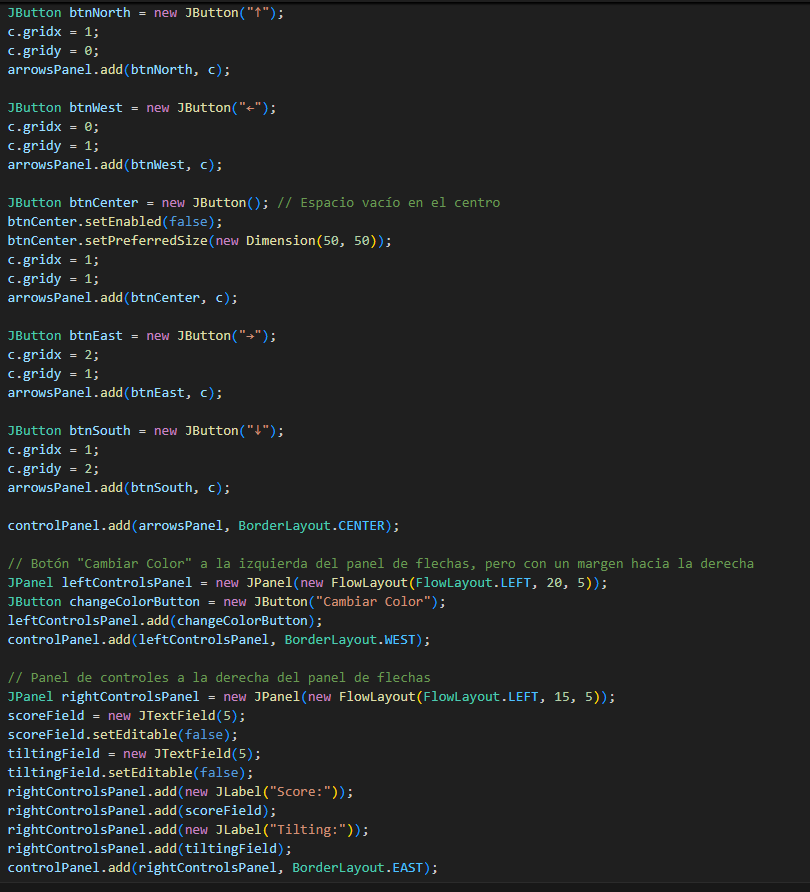 JButton btnNorth = new JButton("↑");
c.gridx = 1;
c.gridy = 0;
arrowsPanel.add(btnNorth, c);

JButton btnWest = new JButton("←");
c.gridx = 0;
c.gridy = 1;
arrowsPanel.add(btnWest, c);

JButton btnCenter = new JButton(); // Espacio vacío en el centro
btnCenter.setEnabled(false);
btnCenter.setPreferredSize(new Dimension(50, 50));
c.gridx = 1;
c.gridy = 1;
arrowsPanel.add(btnCenter, c);

JButton btnEast = new JButton("→");
c.gridx = 2;
c.gridy = 1;
arrowsPanel.add(btnEast, c);

JButton btnSouth = new JButton("↓");
c.gridx = 1;
c.gridy = 2;
arrowsPanel.add(btnSouth, c);

controlPanel.add(arrowsPanel, BorderLayout.CENTER);

// Botón "Cambiar Color" a la izquierda del panel de flechas, pero con un margen hacia la derecha
JPanel leftControlsPanel = new JPanel(new FlowLayout(FlowLayout.LEFT, 20, 5));
JButton changeColorButton = new JButton("Cambiar Color");
leftControlsPanel.add(changeColorButton);
controlPanel.add(leftControlsPanel, BorderLayout.WEST);

// Panel de controles a la derecha del panel de flechas
JPanel rightControlsPanel = new JPanel(new FlowLayout(FlowLayout.LEFT, 15, 5));
scoreField = new JTextField(5);
scoreField.setEditable(false);
tiltingField = new JTextField(5);
tiltingField.setEditable(false);
rightControlsPanel.add(new JLabel("Score:"));
rightControlsPanel.add(scoreField);
rightControlsPanel.add(new JLabel("Tilting:"));
rightControlsPanel.add(tiltingField);
controlPanel.add(rightControlsPanel, BorderLayout.EAST);